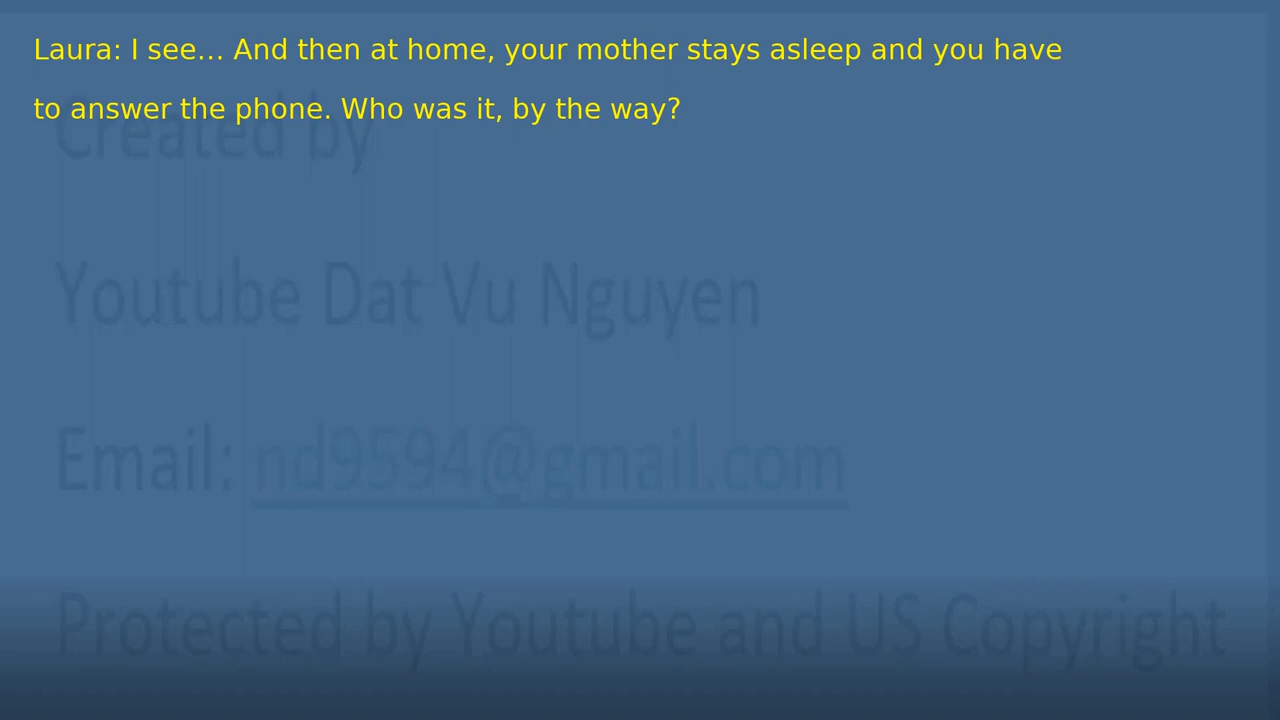 Laura: I see... And then at home, your mother stays asleep and you have
to answer the phone. Who was it, by the way?
Created by
Youtube Dat Vu Nguyen
Email: nd9594@gmail.com
Protected by Youtube and US Copyright